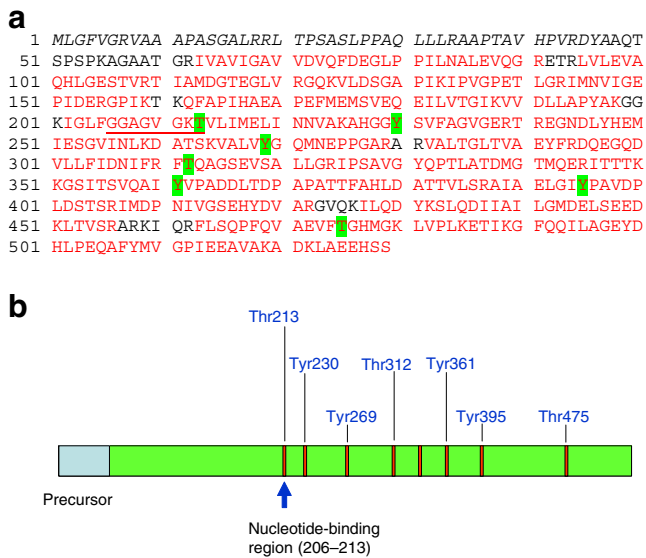 a
1 MLGFVGRVAA APASGALRRL TPSASLPPAQ LLLRAAPTAV HPVRDYAAQT
51 SPSPKAGAAT GRIVAVIGAV VDVQFDEGLP PILNALEVQG RETRLVLEVA
101 QHLGESTVRT IAMDGTEGLV RGQKVLDSGA PIKIPVGPET LGRIMNVIGE
151 PIDERGPIKT KQFAPIHAEA PEFMEMSVEQ EILVTGIKVV DLLAPYAKGG
201 KIGLFGGAGV GKTVLIMELI NNVAKAHGGY SVFAGVGERT REGNDLYHEM
251 IESGVINLKD ATSKVALVYG QMNEPPGARA RVALTGLTVA EYFRDQEGQD
301 VLLFIDNIFR FTQAGSEVSA LLGRIPSAVG YQPTLATDMG TMQERITTTK
351 KGSITSVQAI YVPADDLTDP APATTFAHLD ATTVLSRAIA ELGIYPAVDP
401 LDSTSRIMDP NIVGSEHYDV ARGVQKILQD YKSLQDIIAI LGMDELSEED
451 KLTVSRARKI QRFLSQPFQV AEVFTGHMGK LVPLKETIKG FQQILAGEYD
501 HLPEQAFYMV GPIEEAVAKA DKLAEEHSS
b
Thr213
Tyr230 Thr312 Tyr361
Tyr269 Tyr395 Thr475
Precursor
Nucleotide-binding
region (206–213)